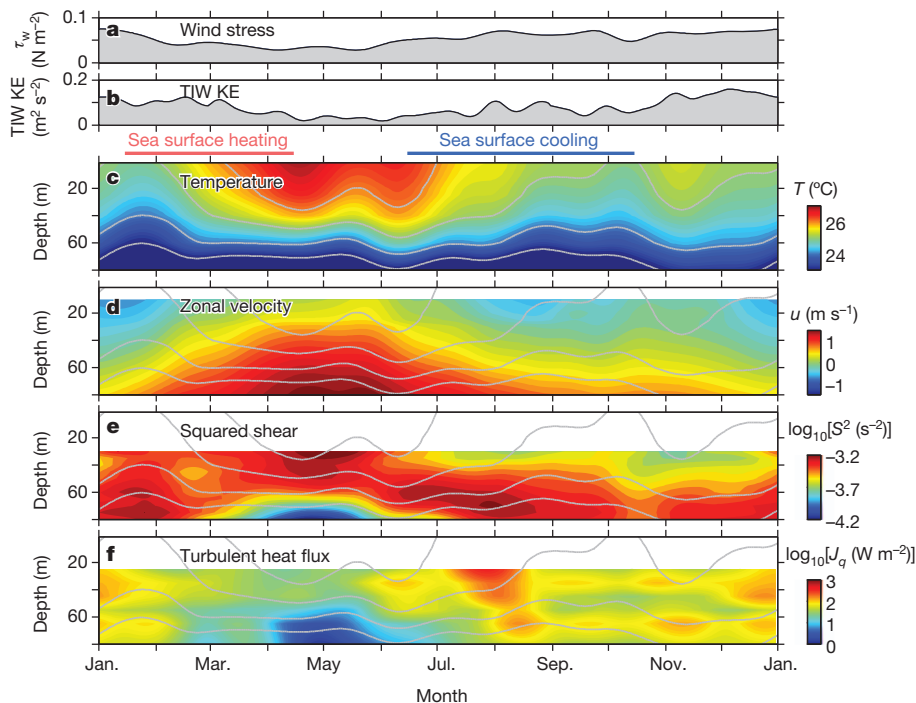 0.1
a Wind stress
τw (N m−2)
0
0.2
b TIW KE
TIW KE (m2 s−2)
0
Sea surface heating
Sea surface cooling
c Temperature
Depth (m)
20
60
T (ºC)
26
24
d Zonal velocity
Depth (m)
20
60
u (m s−1)
1
0
−1
e Squared shear
Depth (m)
20
60
log10[S2 (s−2)]
−3.2
−3.7
−4.2
f Turbulent heat flux
Depth (m)
20
60
log10[Jq (W m−2)]
3
2
1
0
Jan. Mar. May Jul. Sep. Nov. Jan.
Month